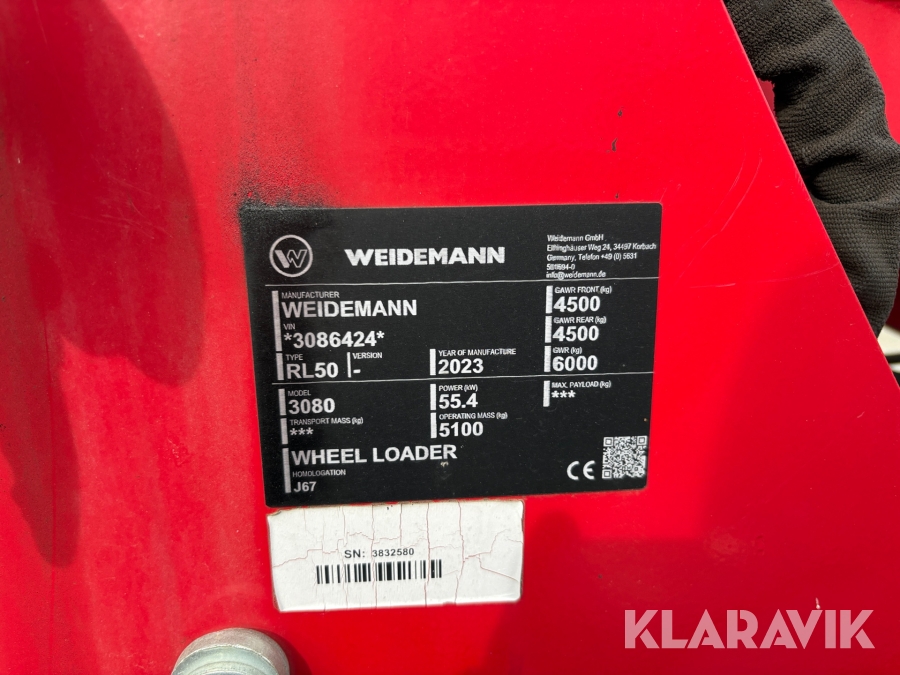 WEIDEMANN
Weidemann GmbH
Elfringhäuser Weg 24, 34497 Korbach
Germany, Telefon +49 (0) 5631
501694-0
info@weidemann.de
MANUFACTURER
WEIDEMANN
VIN
*3086424*
TYPE
RL50
VERSION
-
YEAR OF MANUFACTURE
2023
GAWR FRONT (kg)
4500
GAWR REAR (kg)
4500
GWR (kg)
6000
MODEL
3080
TRANSPORT MASS (kg)
***
POWER (kW)
55.4
OPERATING MASS (kg)
5100
MAX. PAYLOAD (kg)
***
WHEEL LOADER
HOMOLOGATION
J67
CE
SN: 3832580
KLARAVIK